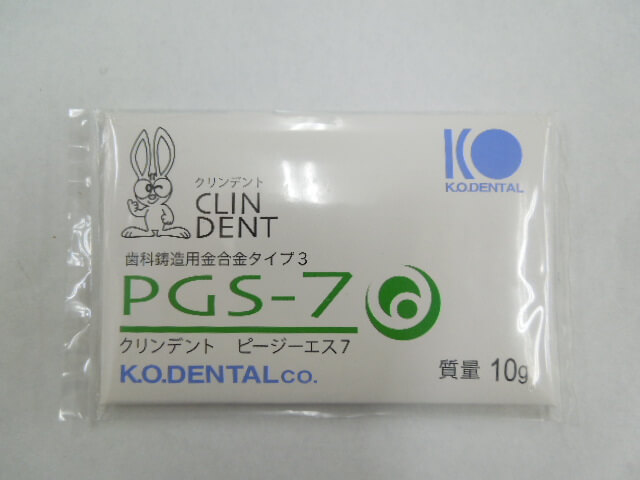 クリンデント
CLIN
DENT
KO
K.O.DENTAL
歯科鋳造用金合金タイプ3
PGS-7
クリンデント ピージーエス7
K.O.DENTAL CO.
質量 10g